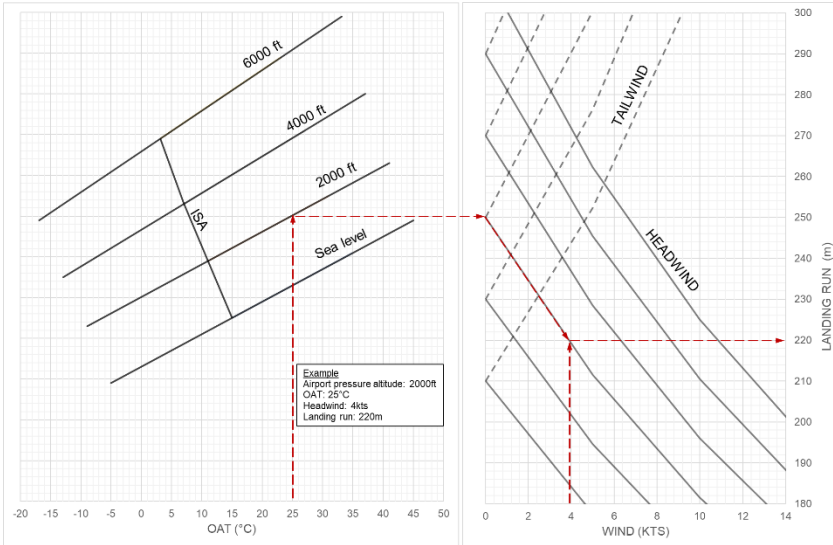 6000 ft
4000 ft
2000 ft
Sea level
ISA
Example
Airport pressure altitude: 2000ft
OAT: 25°C
Headwind: 4kts
Landing run: 220m
-20 -15 -10 -5 0 5 10 15 20 25 30 35 40 45 50
OAT (°C)
TAILWIND
HEADWIND
300
290
280
270
260
250
240
230
220
210
200
190
180
LANDING RUN (m)
0 2 4 6 8 10 12 14
WIND (KTS)